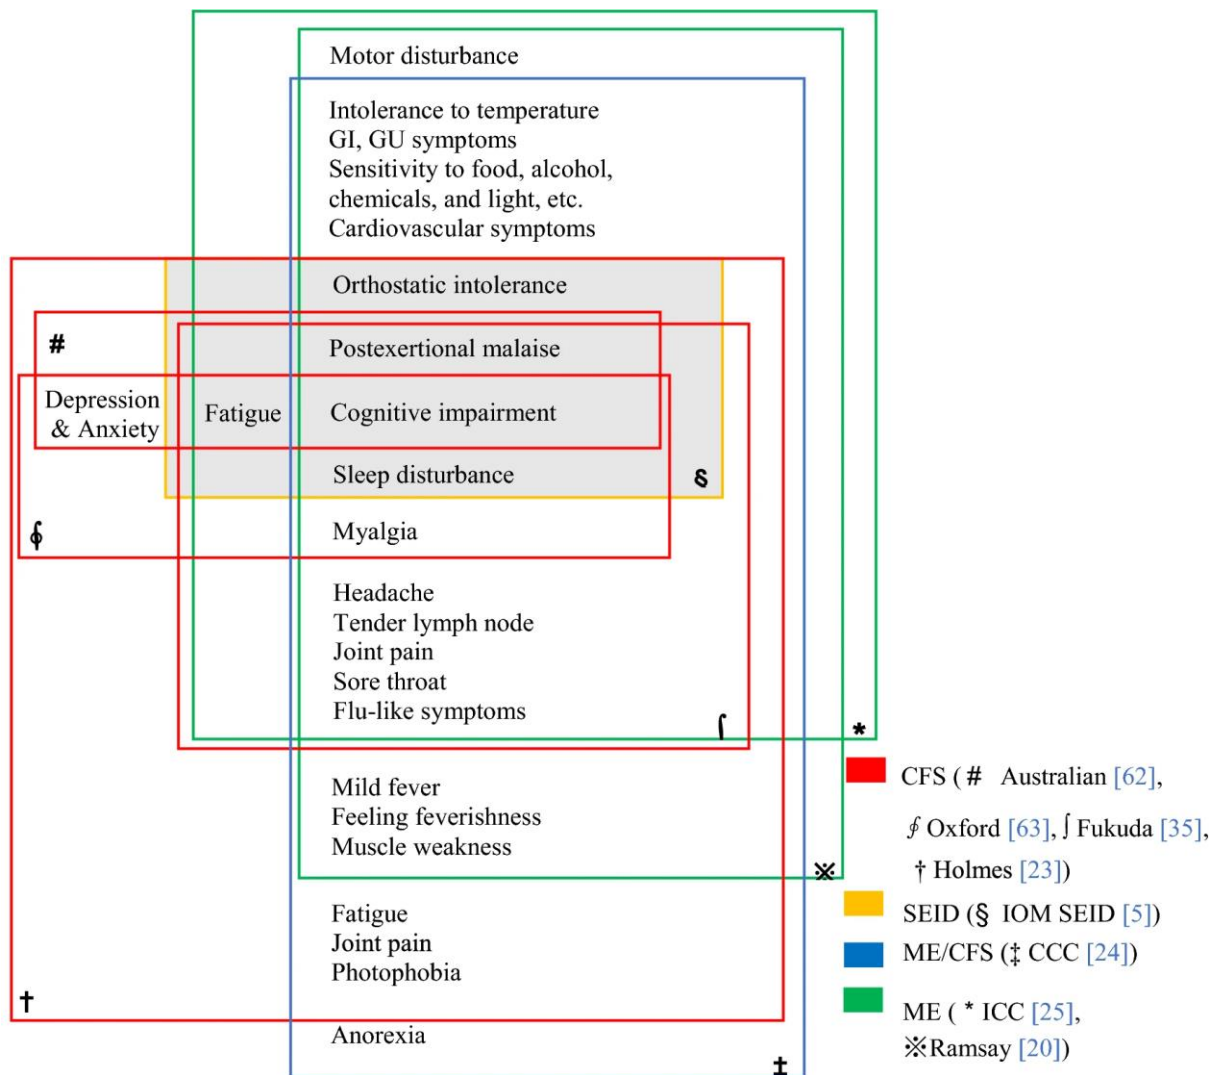 Motor disturbance
Intolerance to temperature
GI, GU symptoms
Sensitivity to food, alcohol,
chemicals, and light, etc.
Cardiovascular symptoms
Orthostatic intolerance
#
Postexertional malaise
Depression
& Anxiety
Fatigue
Cognitive impairment
Sleep disturbance
§
∮
Myalgia
Headache
Tender lymph node
Joint pain
Sore throat
Flu-like symptoms
∫
*
Mild fever
Feeling feverishness
Muscle weakness
※
Fatigue
Joint pain
Photophobia
†
Anorexia
‡
CFS ( # Australian [62],
∮ Oxford [63], ∫ Fukuda [35],
† Holmes [23])
SEID (§ IOM SEID [5])
ME/CFS (‡ CCC [24])
ME ( * ICC [25],
※Ramsay [20])